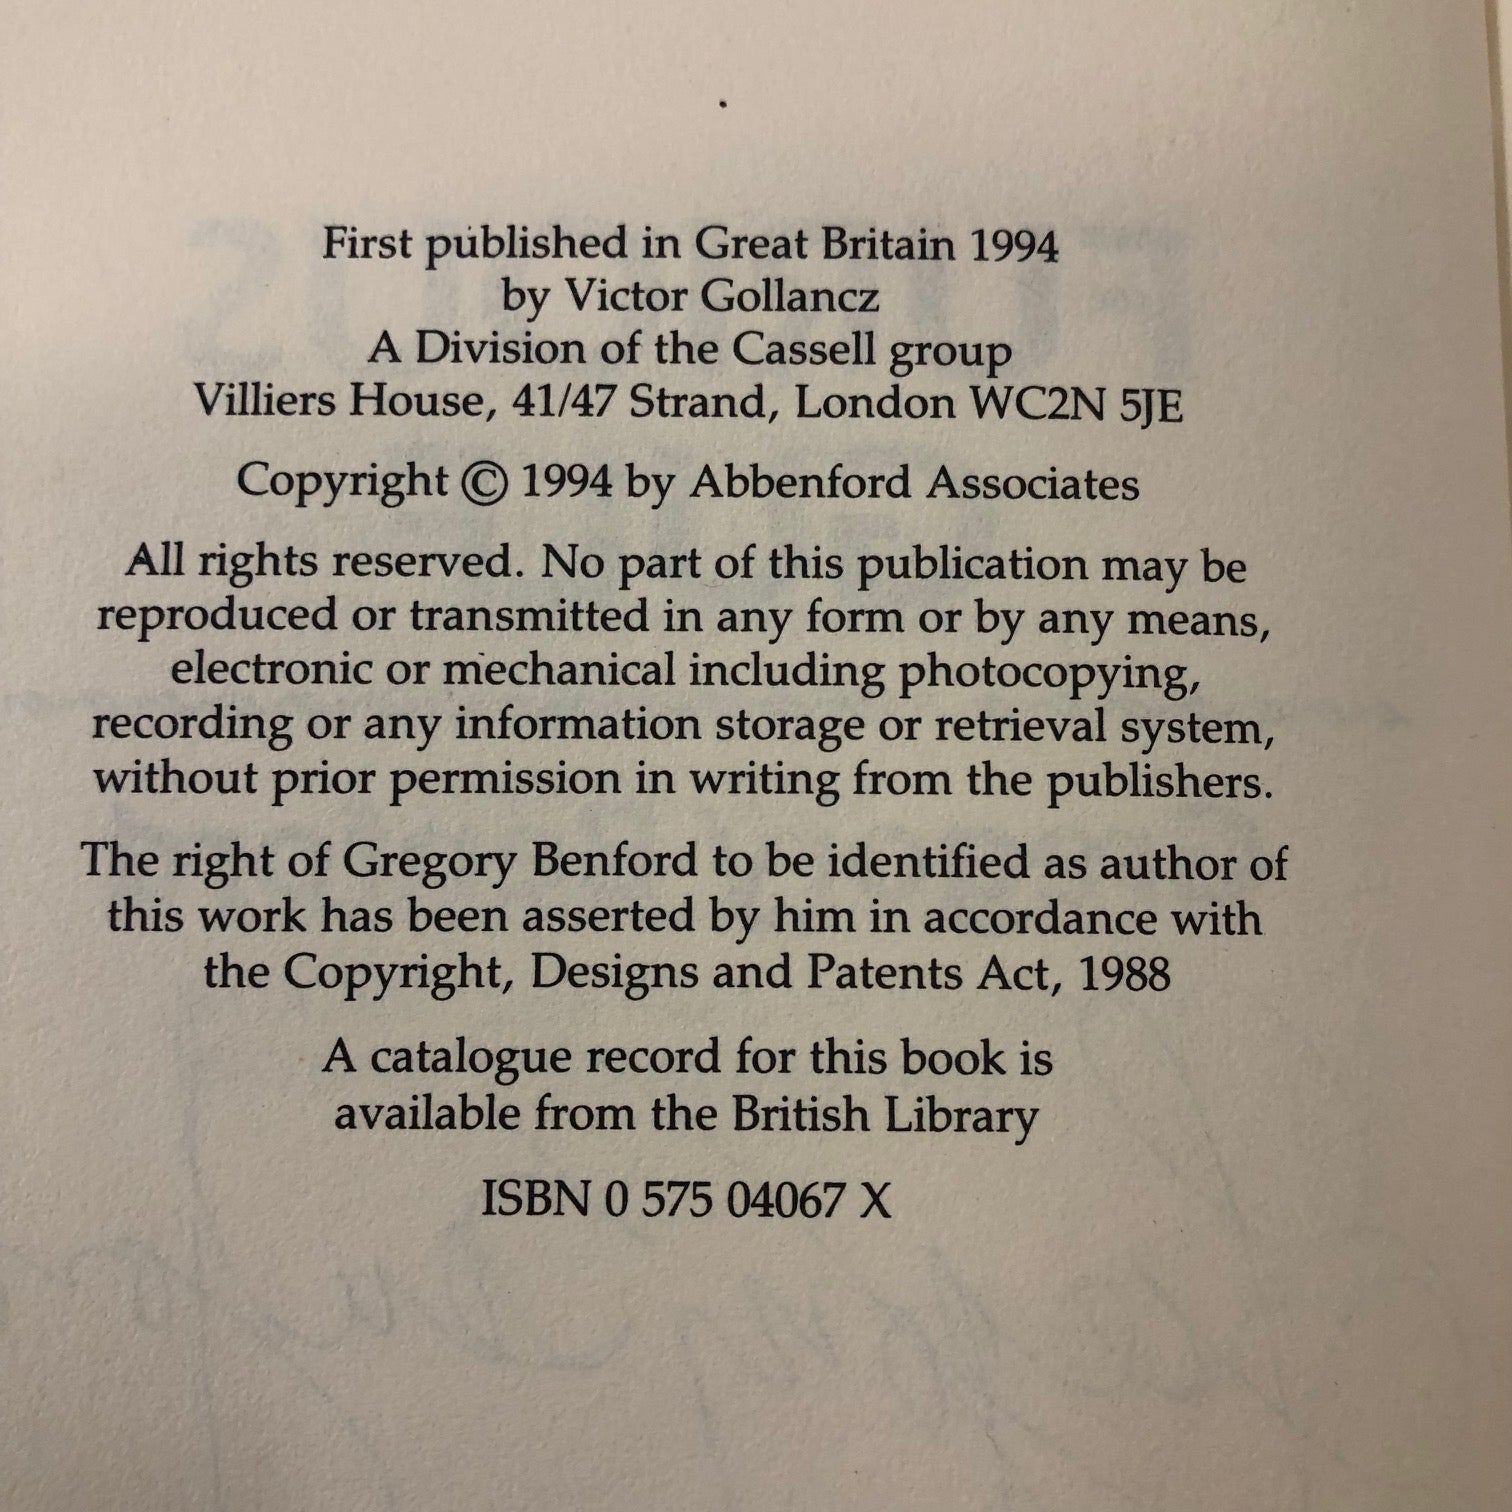 First published in Great Britain 1994
by Victor Gollancz
A Division of the Cassell group
Villiers House, 41/47 Strand, London WC2N 5JE
Copyright © 1994 by Abbenford Associates
All rights reserved. No part of this publication may be
reproduced or transmitted in any form or by any means,
electronic or mechanical including photocopying,
recording or any information storage or retrieval system,
without prior permission in writing from the publishers.
The right of Gregory Benford to be identified as author of
this work has been asserted by him in accordance with
the Copyright, Designs and Patents Act, 1988
A catalogue record for this book is
available from the British Library
ISBN 0 575 04067 X